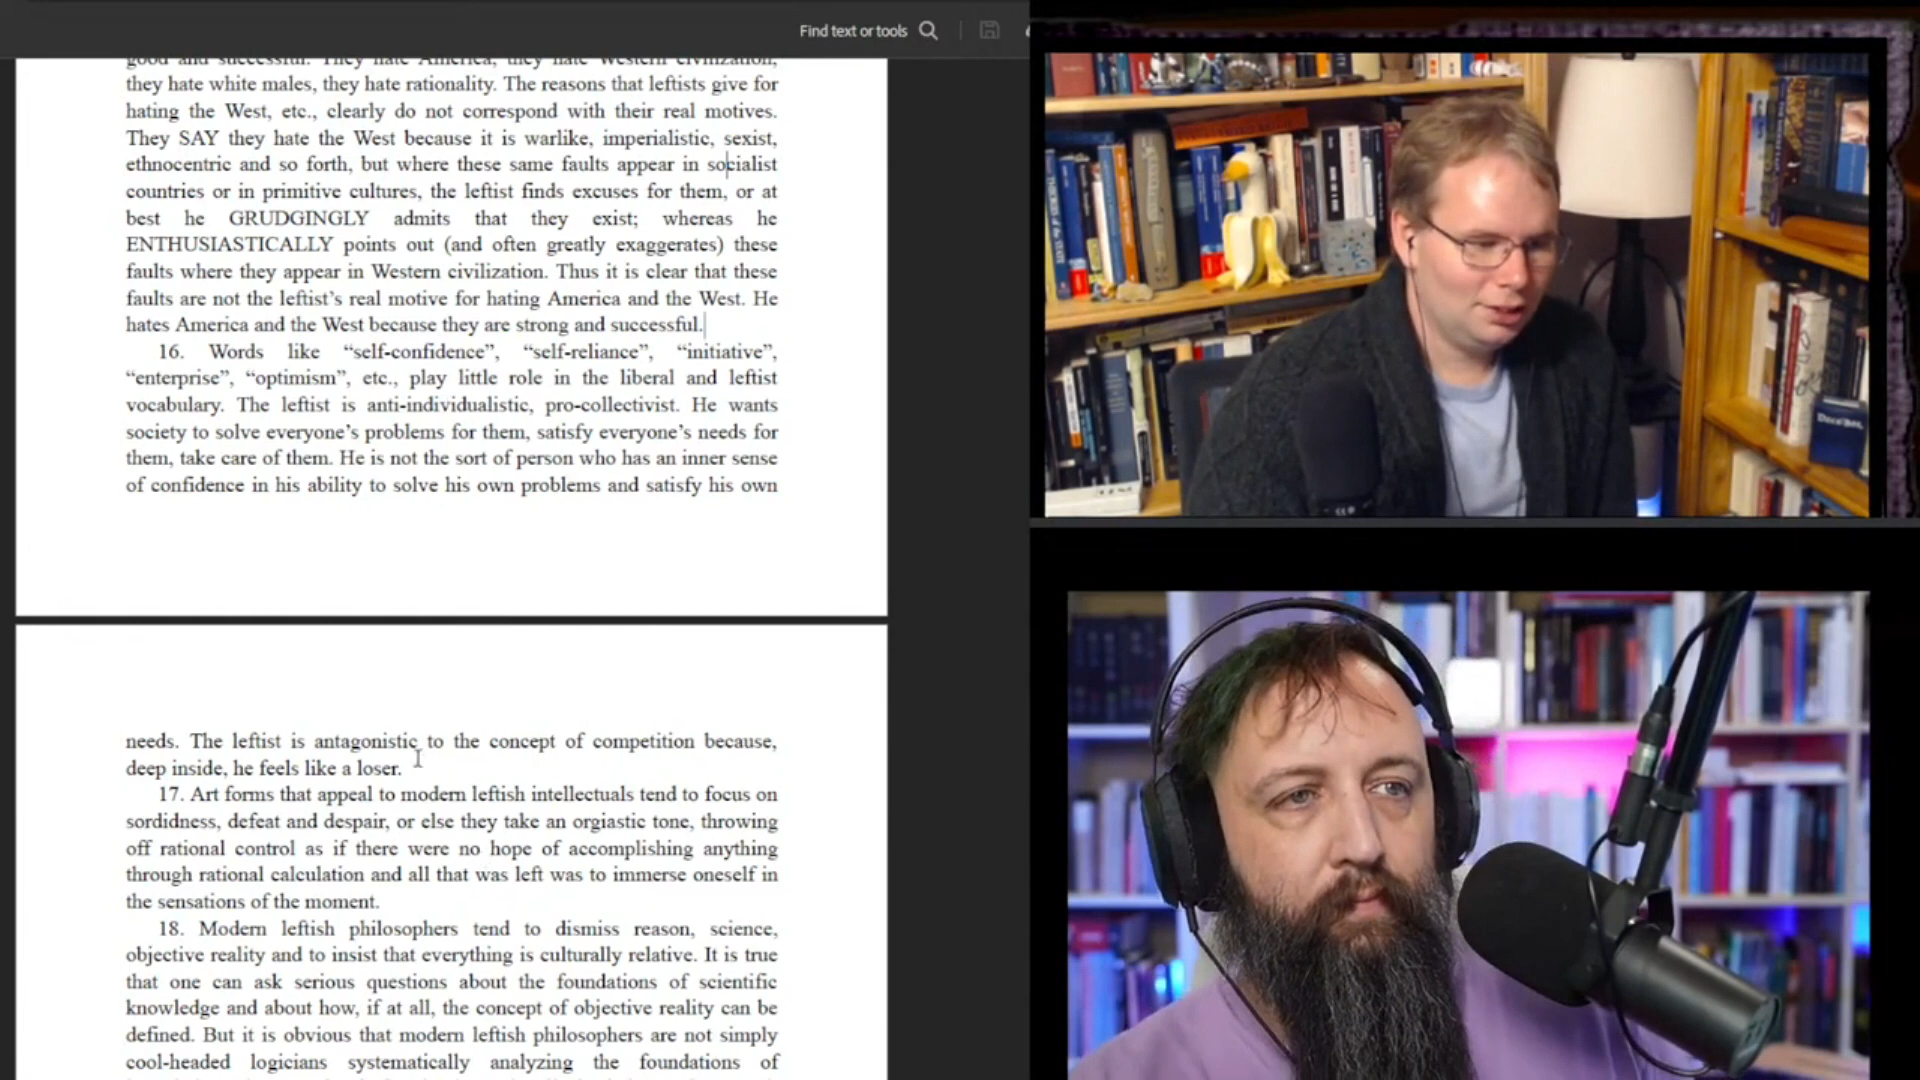 Find text or tools
good and successful. They hate America, they hate Western civilization,
they hate white males, they hate rationality. The reasons that leftists give for
hating the West, etc., clearly do not correspond with their real motives.
They SAY they hate the West because it is warlike, imperialistic, sexist,
ethnocentric and so forth, but where these same faults appear in socialist
countries or in primitive cultures, the leftist finds excuses for them, or at
best he GRUDGINGLY admits that they exist; whereas he
ENTHUSIASTICALLY points out (and often greatly exaggerates) these
faults where they appear in Western civilization. Thus it is clear that these
faults are not the leftist’s real motive for hating America and the West. He
hates America and the West because they are strong and successful.
16. Words like “self-confidence”, “self-reliance”, “initiative”,
“enterprise”, “optimism”, etc., play little role in the liberal and leftist
vocabulary. The leftist is anti-individualistic, pro-collectivist. He wants
society to solve everyone’s problems for them, satisfy everyone’s needs for
them, take care of them. He is not the sort of person who has an inner sense
of confidence in his ability to solve his own problems and satisfy his own
needs. The leftist is antagonistic to the concept of competition because,
deep inside, he feels like a loser.
17. Art forms that appeal to modern leftish intellectuals tend to focus on
sordidness, defeat and despair, or else they take an orgiastic tone, throwing
off rational control as if there were no hope of accomplishing anything
through rational calculation and all that was left was to immerse oneself in
the sensations of the moment.
18. Modern leftish philosophers tend to dismiss reason, science,
objective reality and to insist that everything is culturally relative. It is true
that one can ask serious questions about the foundations of scientific
knowledge and about how, if at all, the concept of objective reality can be
defined. But it is obvious that modern leftish philosophers are not simply
cool-headed logicians systematically analyzing the foundations of